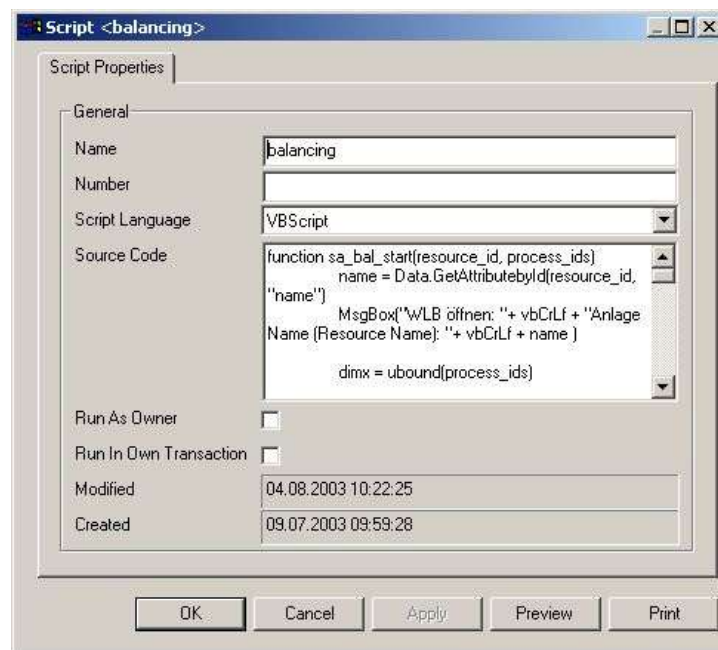 Script <balancing>
Script Properties
General
Name
balancing
Number
Script Language
VBScript
Source Code
function sa_bal_start(resource_id, process_ids)
name = Data.GetAttributebyId(resource_id,
"name")
MsgBox("WLB öffnen: "+ vbCrLf + "Anlage
Name (Resource Name): "+ vbCrLf + name )
dimx = ubound(process_ids)
Run As Owner
Run In Own Transaction
Modified
04.08.2003 10:22:25
Created
09.07.2003 09:59:28
OK
Cancel
Apply
Preview
Print